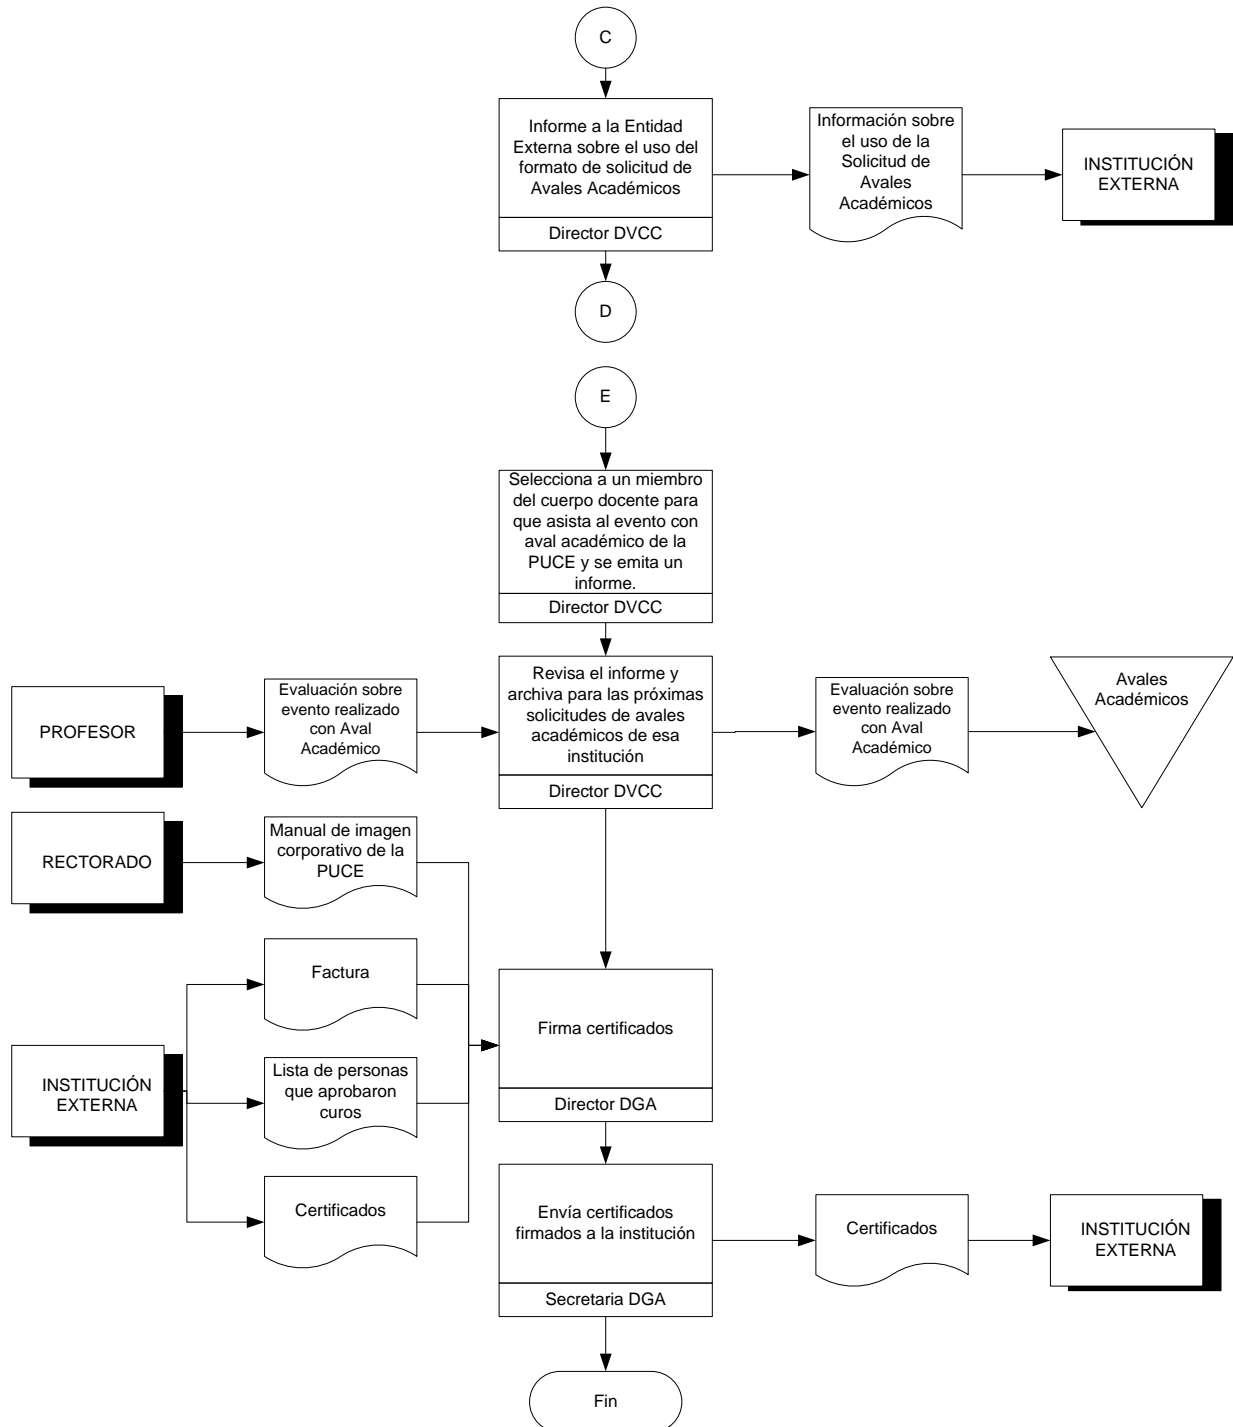 C
Informe a la Entidad
Externa sobre el uso del
formato de solicitud de
Avales Académicos
Director DVCC
Información sobre
el uso de la
Solicitud de
Avales
Académicos
INSTITUCIÓN
EXTERNA
D
E
Selecciona a un miembro
del cuerpo docente para
que asista al evento con
aval académico de la
PUCE y se emita un
informe.
Director DVCC
PROFESOR
Evaluación sobre
evento realizado
con Aval
Académico
Revisa el informe y
archiva para las próximas
solicitudes de avales
académicos de esa
institución
Director DVCC
Evaluación sobre
evento realizado
con Aval
Académico
Avales
Académicos
RECTORADO
Manual de imagen
corporativo de la
PUCE
Factura
INSTITUCIÓN
EXTERNA
Lista de personas
que aprobaron
curos
Certificados
Firma certificados
Director DGA
Envía certificados
firmados a la institución
Secretaria DGA
Certificados
INSTITUCIÓN
EXTERNA
Fin